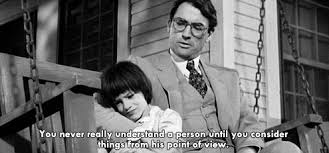 You never really understand a person until you consider
things from his point of view.